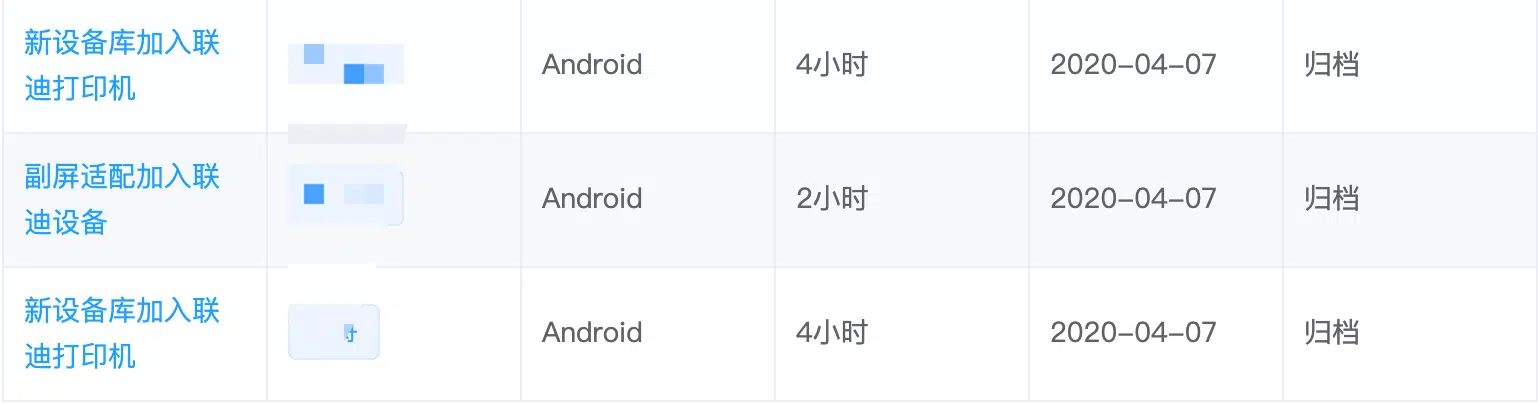 新设备库加入联
迪打印机
Android
4小时
2020-04-07
归档
副屏适配加入联
迪设备
Android
2小时
2020-04-07
归档
新设备库加入联
迪打印机
Android
4小时
2020-04-07
归档